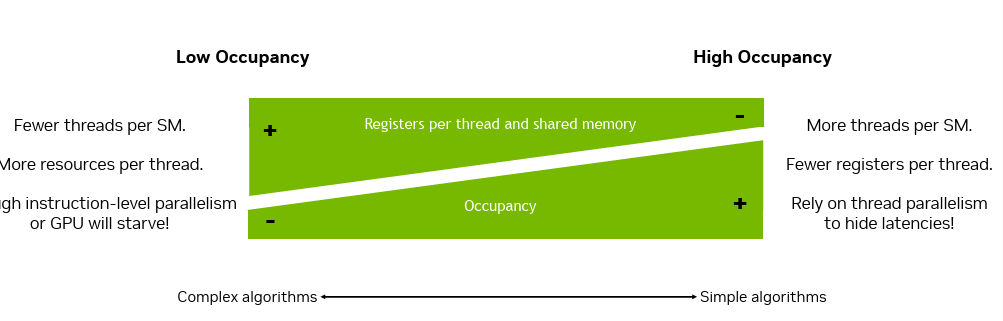 Low Occupancy
High Occupancy
Fewer threads per SM.
+
Registers per thread and shared memory
-
More threads per SM.
More resources per thread.
Fewer registers per thread.
instruction-level parallelism
or GPU will starve!
-
Occupancy
+
Rely on thread parallelism
to hide latencies!
Complex algorithms
Simple algorithms